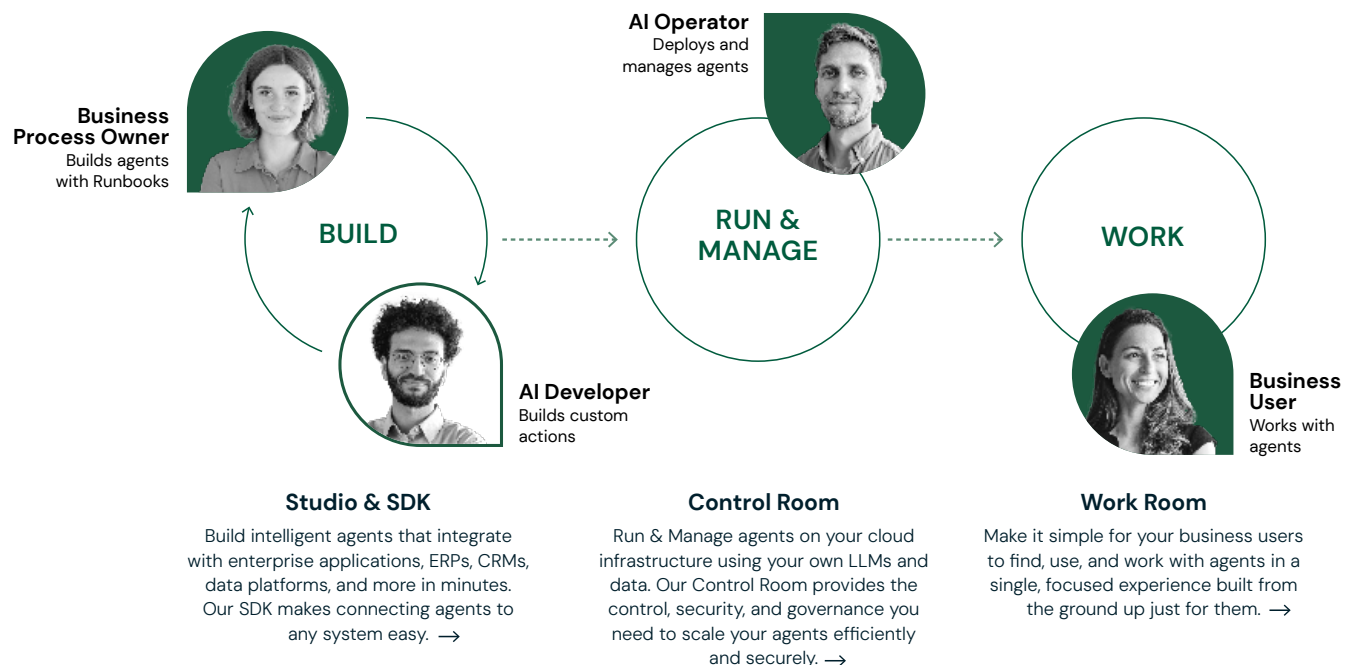 AI Operator
Deploys and
manages agents
Business
Process Owner
Builds agents
with Runbooks
BUILD
RUN &
MANAGE
WORK
AI Developer
Builds custom
actions
Business
User
Works with
agents
Studio & SDK
Build intelligent agents that integrate
with enterprise applications, ERPs, CRMs,
data platforms, and more in minutes.
Our SDK makes connecting agents to
any system easy. →
Control Room
Run & Manage agents on your cloud
infrastructure using your own LLMs and
data. Our Control Room provides the
control, security, and governance you
need to scale your agents efficiently
and securely. →
Work Room
Make it simple for your business users
to find, use, and work with agents in a
single, focused experience built from
the ground up just for them. →